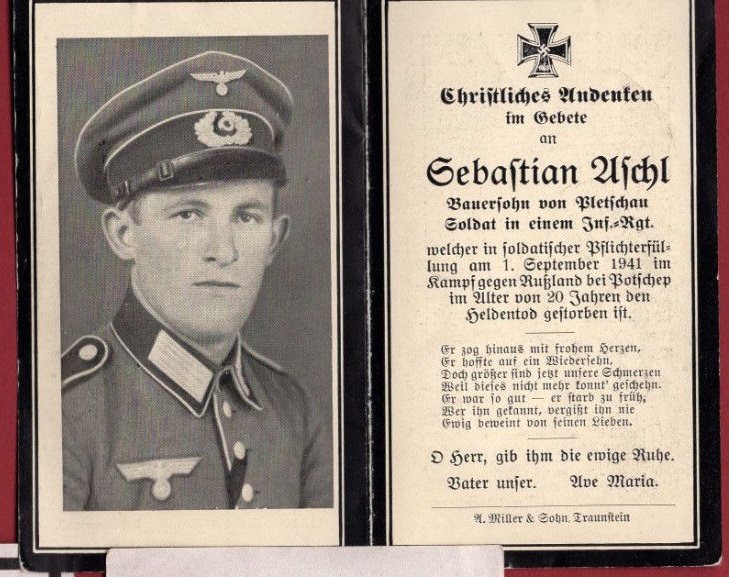 Christliches Andenken
im Gebete
an
Sebastian Aschl
Bauersohn von Pletschau
Soldat in einem Inf.-Rgt.
welcher in soldatischer Pflichterfül-
lung am 1. September 1941 im
Kampf gegen Rußland bei Potschep
im Alter von 20 Jahren den
Heldentod gestorben ist.
Er zog hinaus mit frohem Herzen,
Er hoffte auf ein Wiedersehn,
Doch größer sind jetzt unsere Schmerzen
Weil dieses nicht mehr konnt' geschehn.
Er war so gut — er starb zu früh,
Wer ihn gekannt, vergißt ihn nie
Ewig beweint von seinen Lieben.
O Herr, gib ihm die ewige Ruhe.
Vater unser. Ave Maria.
A. Miller & Sohn, Traunstein